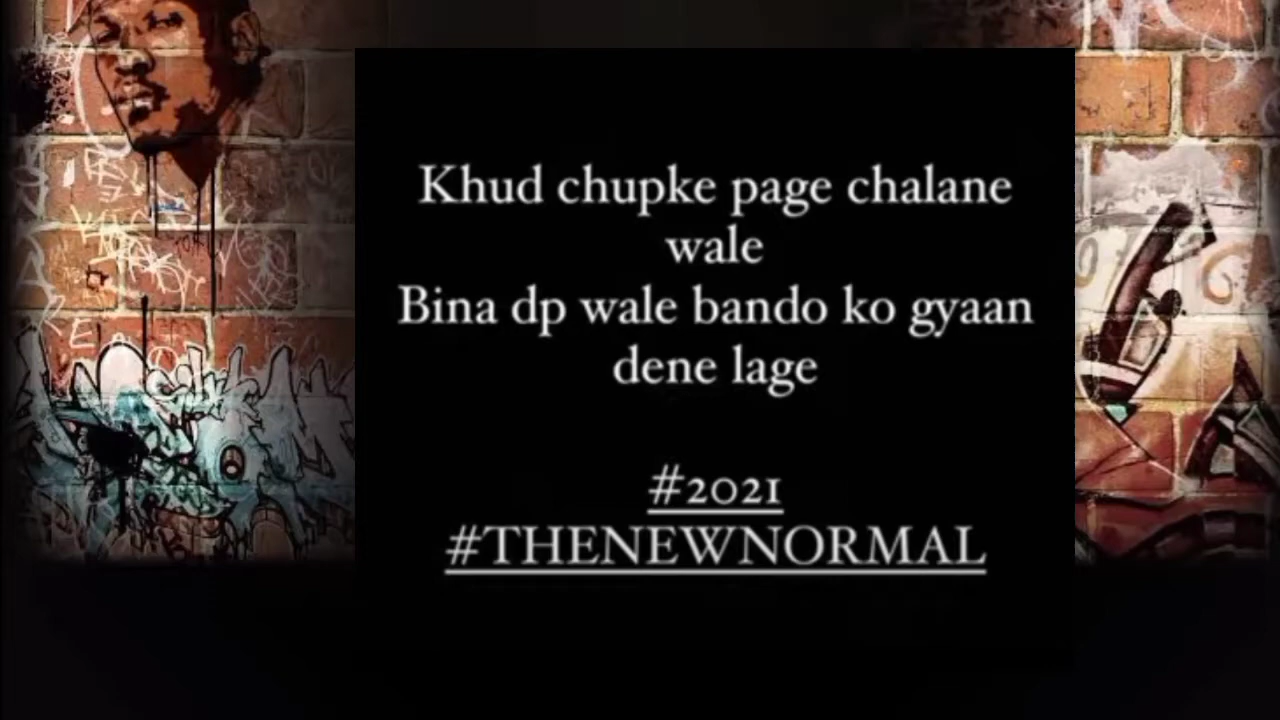 Khud chupke page chalane
wale
Bina dp wale bando ko gyaan
dene lage
#2021
#THENEWNORMAL